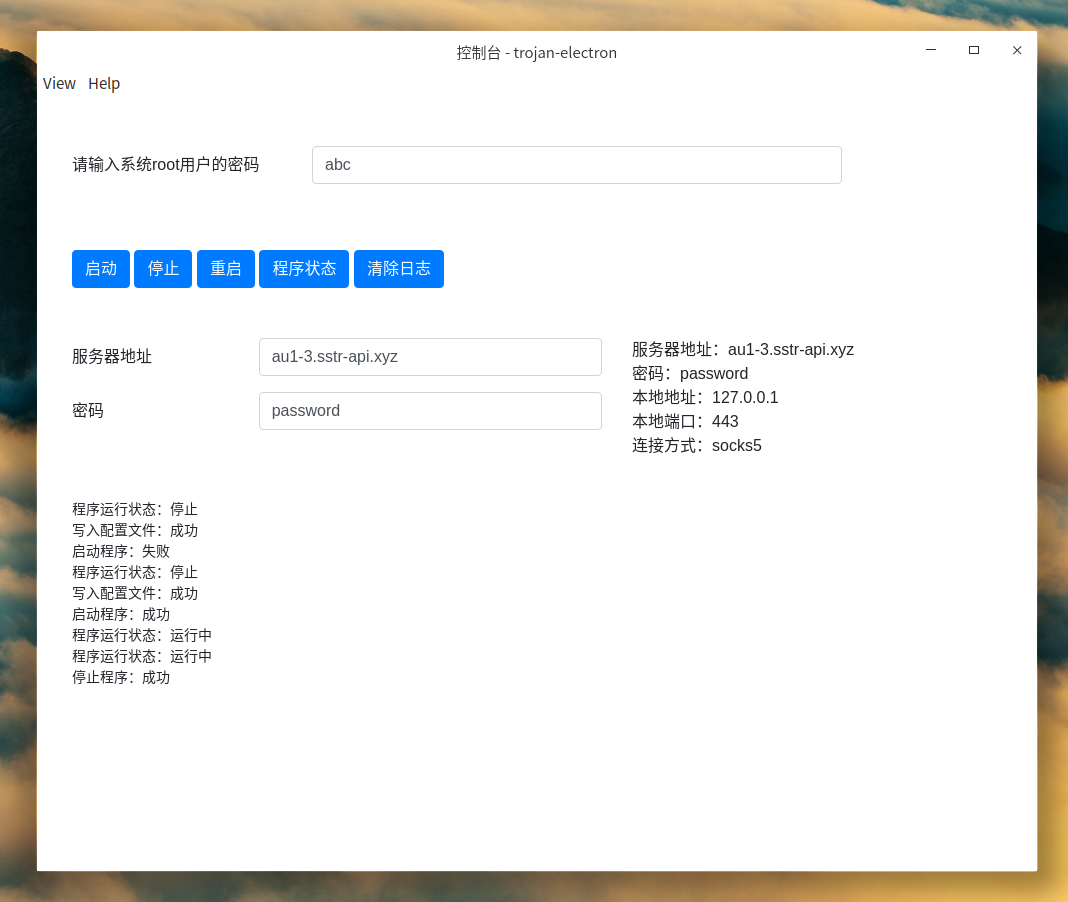 控制台 - trojan-electron
View Help
请输入系统root用户的密码 abc
启动 停止 重启 程序状态 清除日志
服务器地址 au1-3.sstr-api.xyz
密码 password
服务器地址：au1-3.sstr-api.xyz
密码：password
本地地址：127.0.0.1
本地端口：443
连接方式：socks5
程序运行状态：停止
写入配置文件：成功
启动程序：失败
程序运行状态：停止
写入配置文件：成功
启动程序：成功
程序运行状态：运行中
程序运行状态：运行中
停止程序：成功